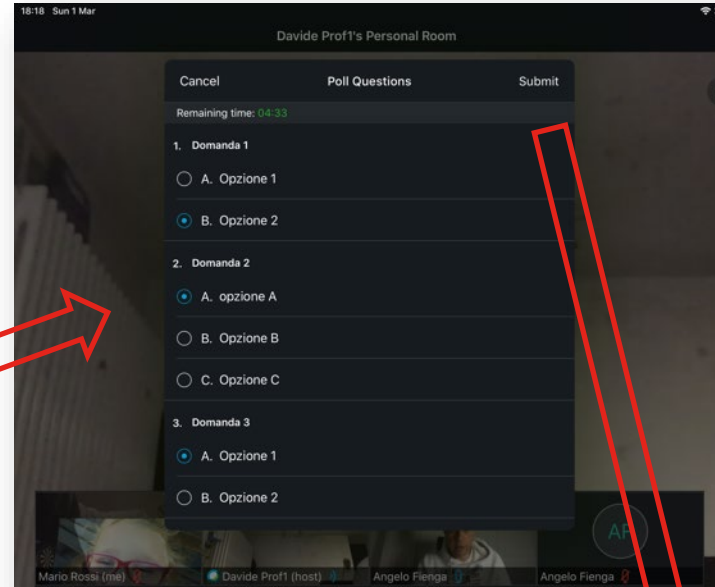 18:18 Sun 1 Mar
Davide Prof1's Personal Room
Cancel Poll Questions Submit
Remaining time: 04:33
1. Domanda 1
A. Opzione 1
B. Opzione 2
2. Domanda 2
A. opzione A
B. Opzione B
C. Opzione C
3. Domanda 3
A. Opzione 1
B. Opzione 2
AF
Mario Rossi (me) Davide Prof1 (host) Angelo Fienga Angelo Fienga